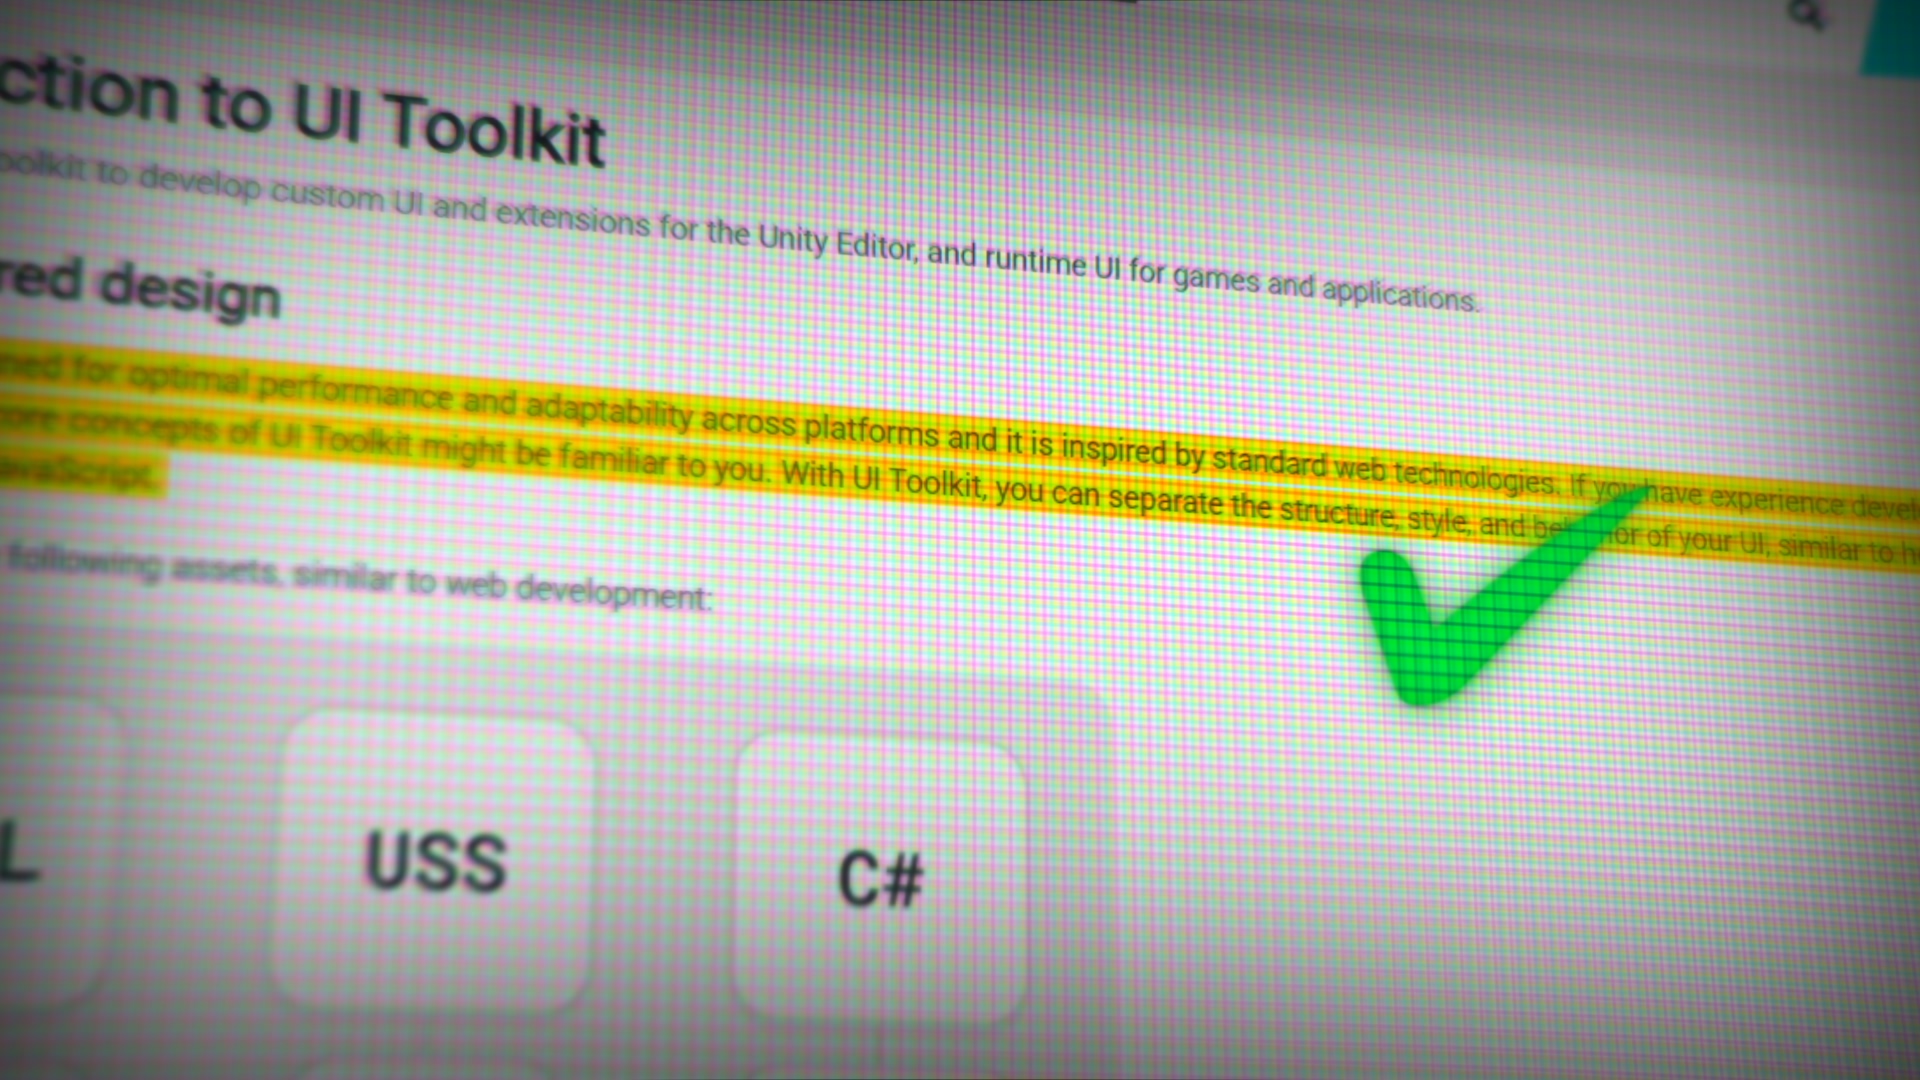 ction to UI Toolkit
oolkit to develop custom UI and extensions for the Unity Editor, and runtime UI for games and applications.
red design
ned for optimal performance and adaptability across platforms and it is inspired by standard web technologies. If you have experience devel
ore concepts of UI Toolkit might be familiar to you. With UI Toolkit, you can separate the structure, style, and behavior of your UI, similar to h
avaScript.
following assets, similar to web development:
L
USS
C#